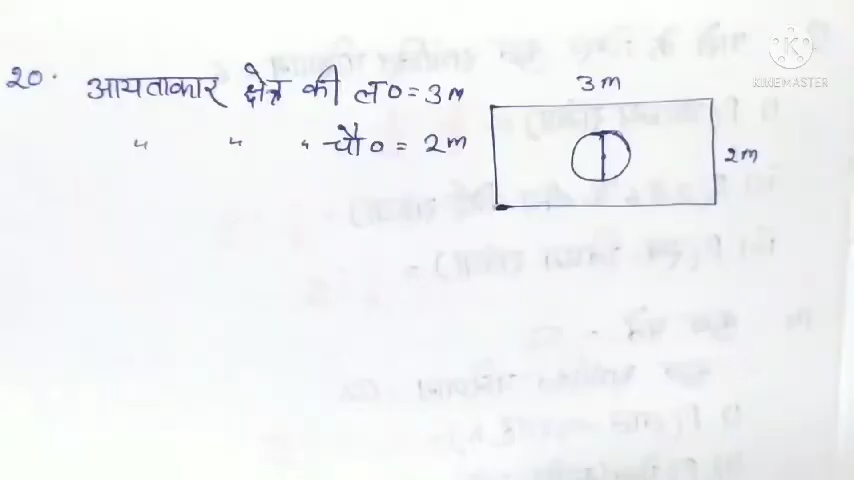 KINEMASTER
20. आयताकार क्षेत्र की ल० = 3m
" " " चौ० = 2m
3m
2m